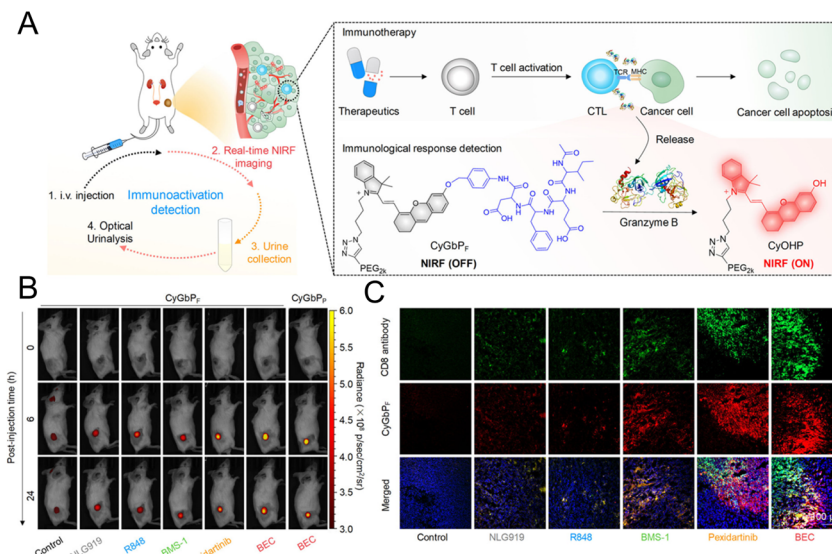 A
Immunotherapy
T cell activation
TCR
MHC
Therapeutics
T cell
CTL
Cancer cell
Cancer cell apoptosis
2. Real-time NIRF
imaging
1. i.v. injection
Immunoactivation
detection
4. Optical
Urinalysis
3. Urine
collection
Immunological response detection
Release
Granzyme B
CyGbPF
NIRF (OFF)
CyOHP
NIRF (ON)
PEG2k
PEG2k
N
N
O
NH
O
HN
OH
B
CyGbPF
CyGbPP
Post-injection time (h)
0
6
24
6.0
5.5
5.0
4.5
4.0
3.5
3.0
Radiance (×10⁸ p/sec/cm²/sr)
Control
NLG919
R848
BMS-1
BEC
BEC
C
CD8 antibody
CyGbPF
Merged
Control
NLG919
R848
BMS-1
Pexidartinib
BEC